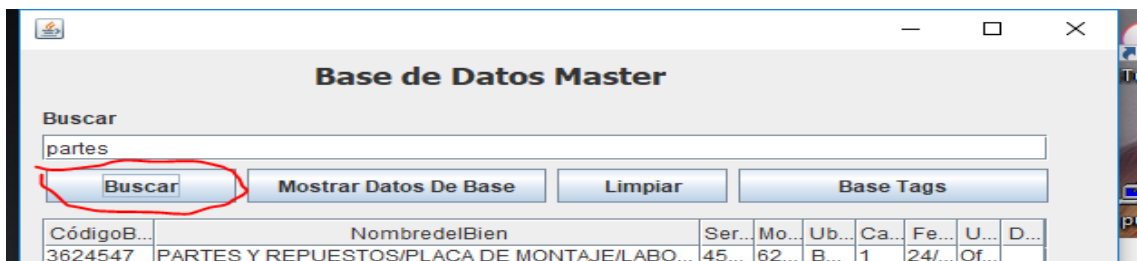 Base de Datos Master
Buscar
partes
Buscar Mostrar Datos De Base Limpiar Base Tags
CódigoB... NombredelBien Ser... Mo... Ub... Ca... Fe... U... D...
3624547 PARTES Y REPUESTOS/PLACA DE MONTAJE/LABO... 45... 62... B... 1 24/... Of...